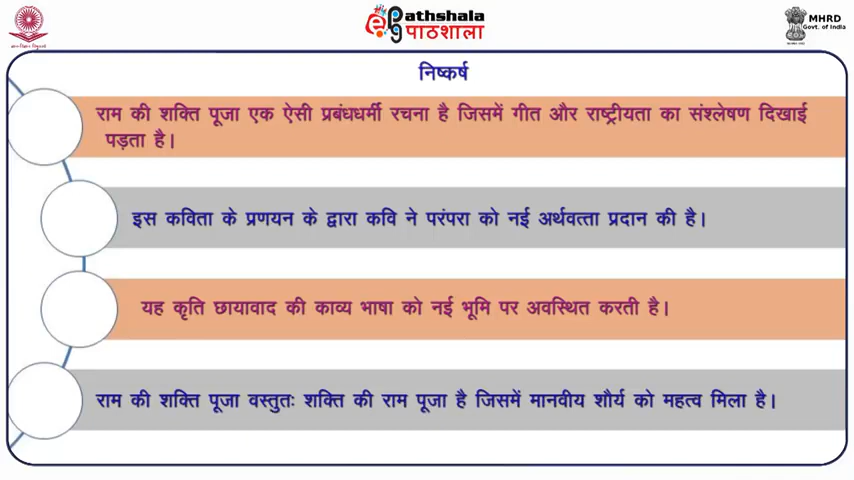 Pathshala
पाठशाला
MHRD
Govt. of India
निष्कर्ष
राम की शक्ति पूजा एक ऐसी प्रबंधधर्मी रचना है जिसमें गीत और राष्ट्रीयता का संश्लेषण दिखाई
पड़ता है।
इस कविता के प्रणयन के द्वारा कवि ने परंपरा को नई अर्थवत्ता प्रदान की है।
यह कृति छायावाद की काव्य भाषा को नई भूमि पर अवस्थित करती है।
राम की शक्ति पूजा वस्तुतः शक्ति की राम पूजा है जिसमें मानवीय शौर्य को महत्व मिला है।